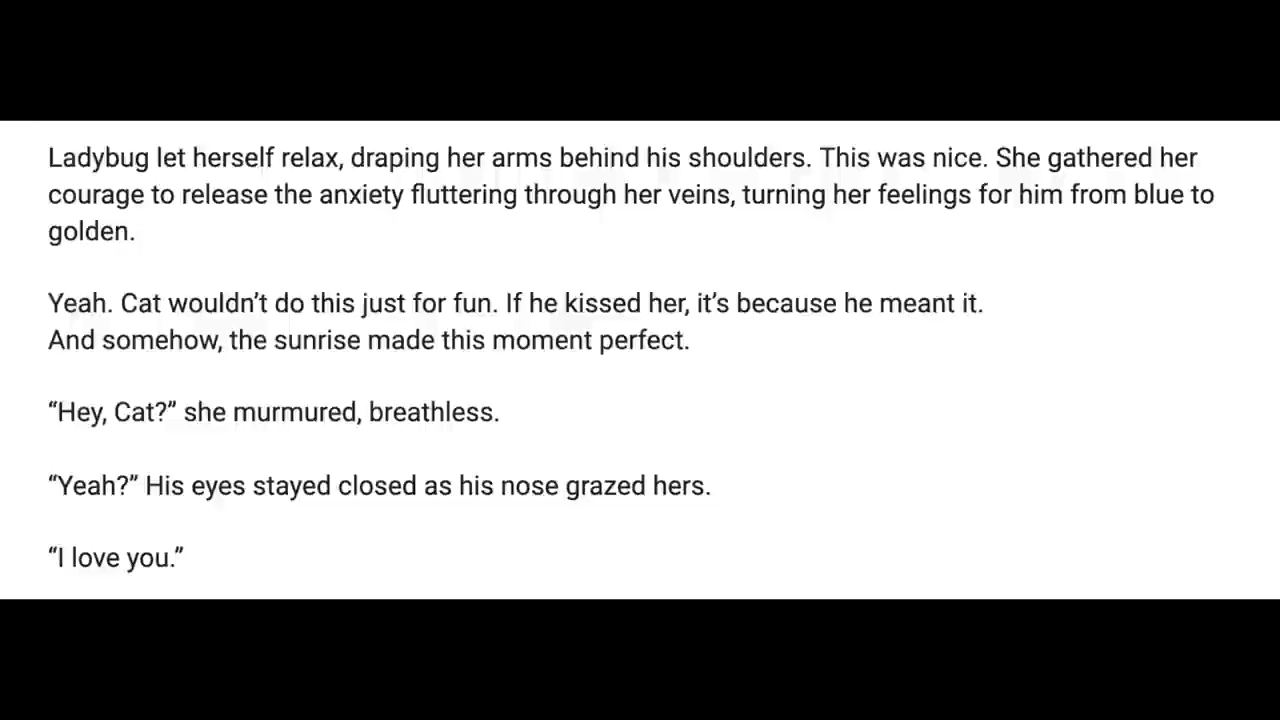 Ladybug let herself relax, draping her arms behind his shoulders. This was nice. She gathered her
courage to release the anxiety fluttering through her veins, turning her feelings for him from blue to
golden.
Yeah. Cat wouldn’t do this just for fun. If he kissed her, it’s because he meant it.
And somehow, the sunrise made this moment perfect.
“Hey, Cat?” she murmured, breathless.
“Yeah?” His eyes stayed closed as his nose grazed hers.
“I love you.”